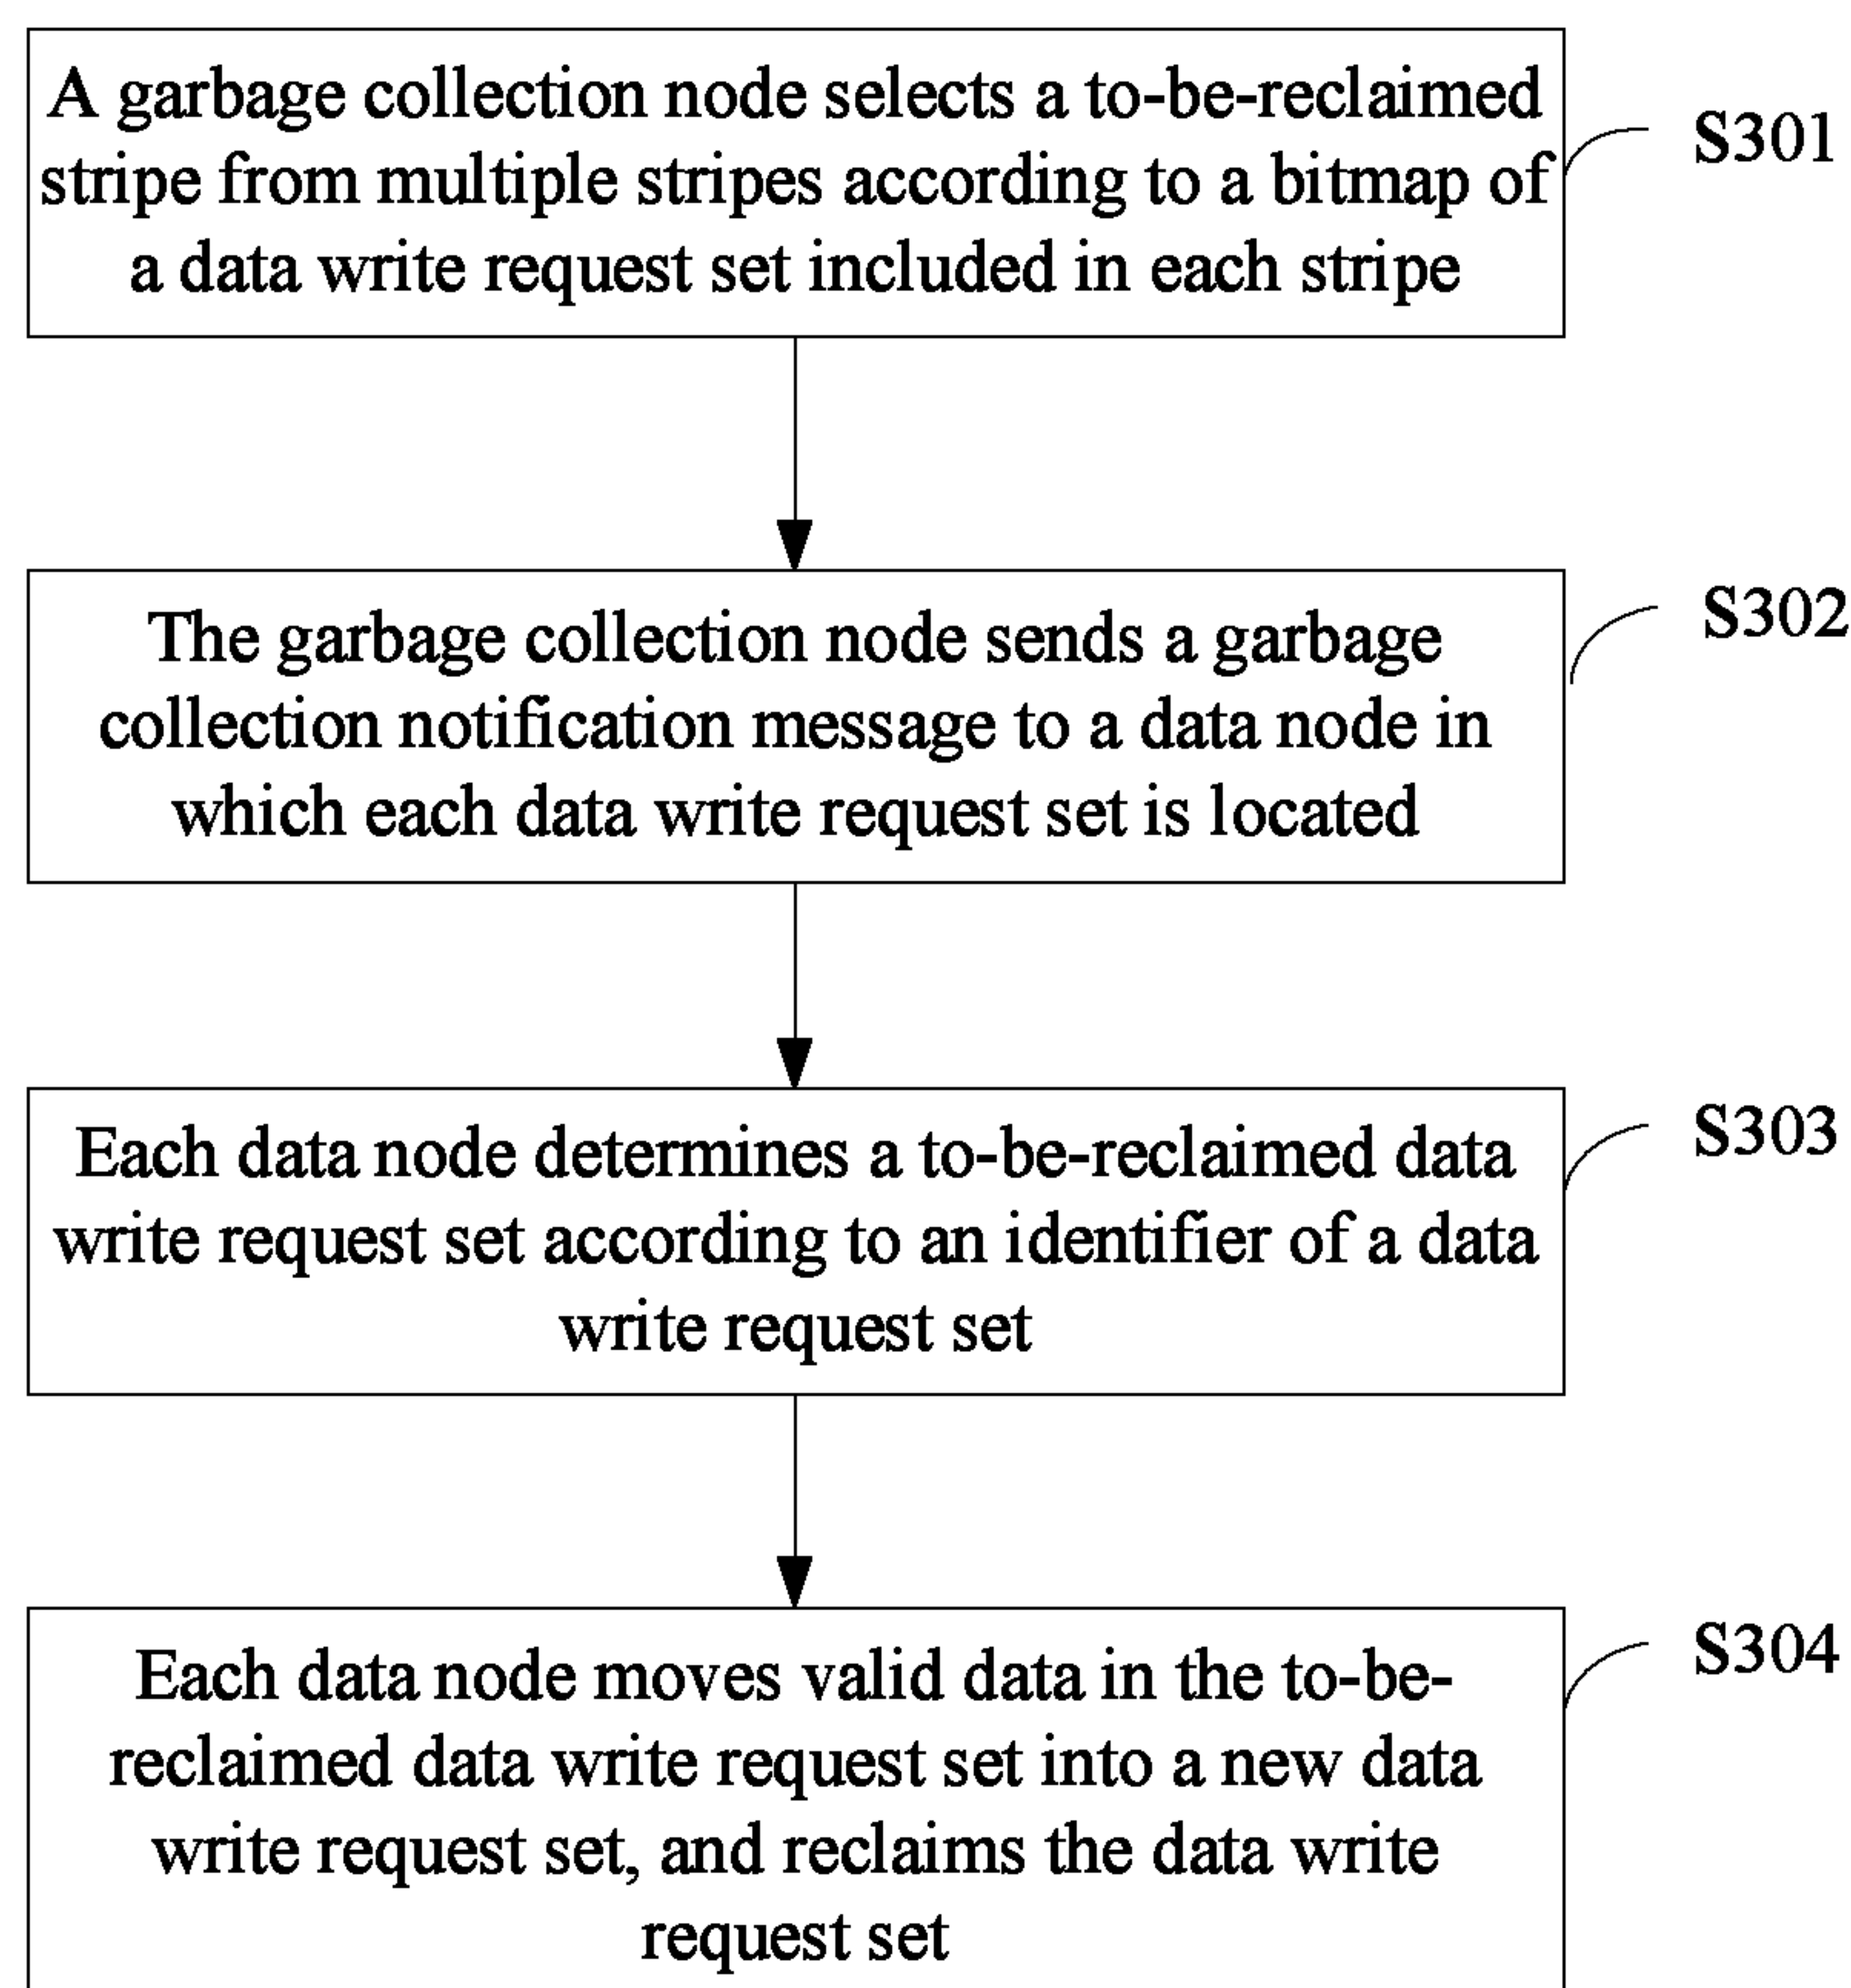 A garbage collection node selects a to-be-reclaimed
stripe from multiple stripes according to a bitmap of
a data write request set included in each stripe
S301
The garbage collection node sends a garbage
collection notification message to a data node in
which each data write request set is located
S302
Each data node determines a to-be-reclaimed data
write request set according to an identifier of a data
write request set
S303
Each data node moves valid data in the to-be-
reclaimed data write request set into a new data
write request set, and reclaims the data write
request set
S304